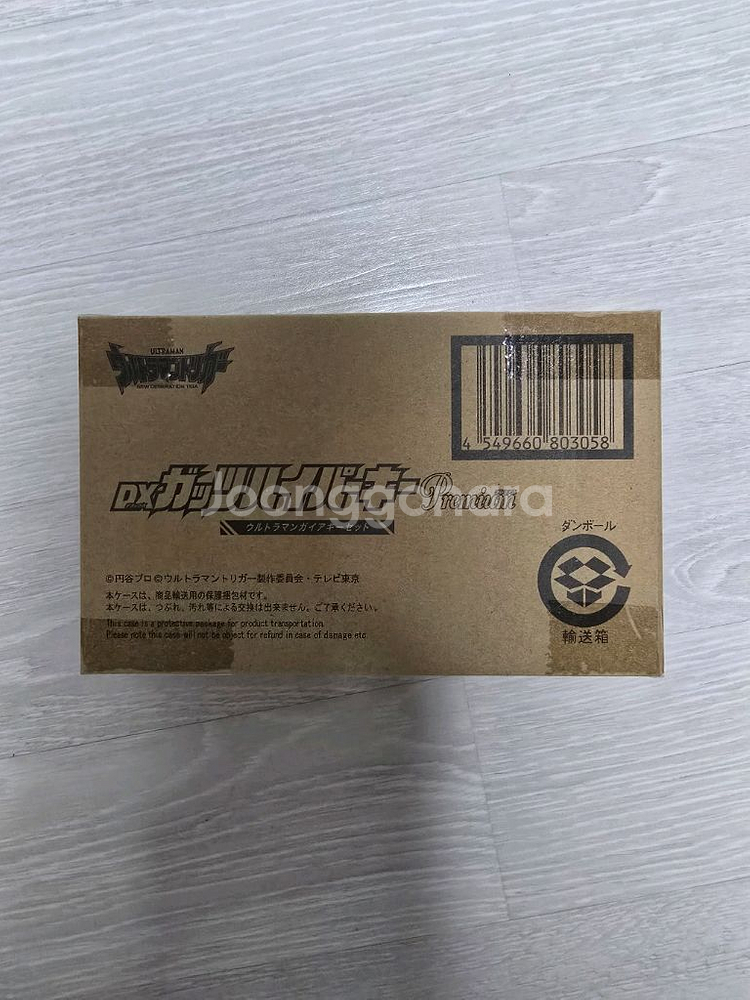 ULTRAMAN
ウルトラマントリガー
NEW GENERATION TIGA
4 549660 803058
DXガッツハイパーキー Premium
ウルトラマンガイアキーセット
Joonggonara
ダンボール
©円谷プロ ©ウルトラマントリガー製作委員会・テレビ東京
本ケースは、商品輸送用の保護梱包材です。
本ケースは、つぶれ、汚れ等による交換は出来ません。ご了承ください。
This case is a protective package for product transportation.
Please note this case will not be object for refund in case of damage etc.
輸送箱